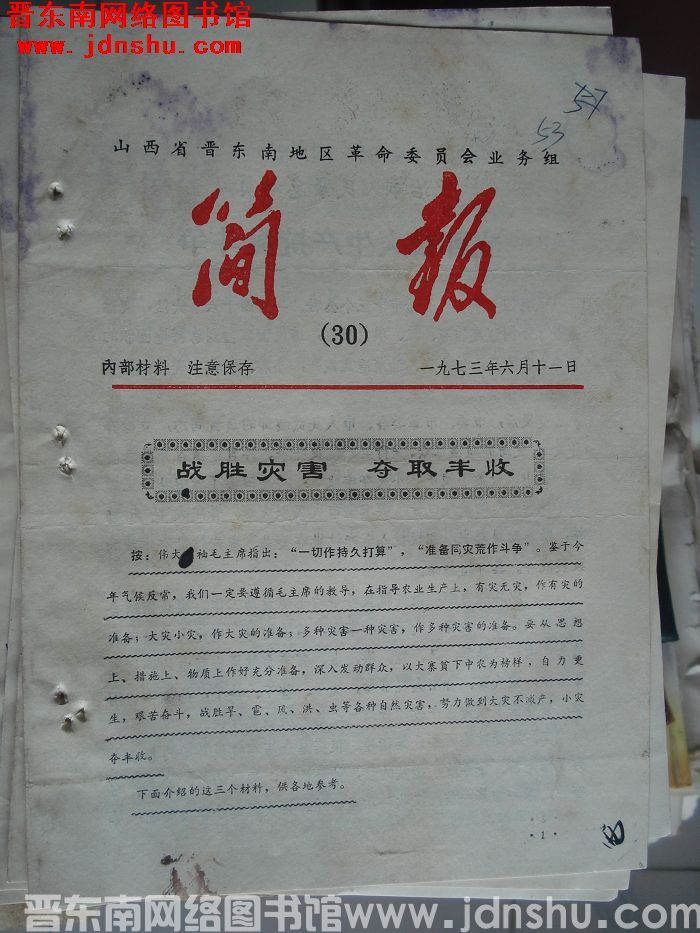 晋东南网络图书馆
www.jdnshu.com
57
53
山西省晋东南地区革命委员会业务组
简报
(30)
内部材料 注意保存 一九七三年六月十一日
战胜灾害 夺取丰收
按：伟大 袖毛主席指出：“一切作持久打算”，“准备同灾荒作斗争”。鉴于今
年气候反常，我们一定要遵循毛主席的教导，在指导农业生产上，有灾无灾，作有灾的
准备；大灾小灾，作大灾的准备；多种灾害一种灾害，作多种灾害的准备。要从思想
上、措施上、物质上作好充分准备，深入发动群众，以大寨贫下中农为榜样，自力更
生，艰苦奋斗，战胜旱、雹、风、洪、虫等各种自然灾害，努力做到大灾不减产，小灾
夺丰收。
下面介绍的这三个材料，供各地参考。
·1·
晋东南网络图书馆www.jdnshu.com